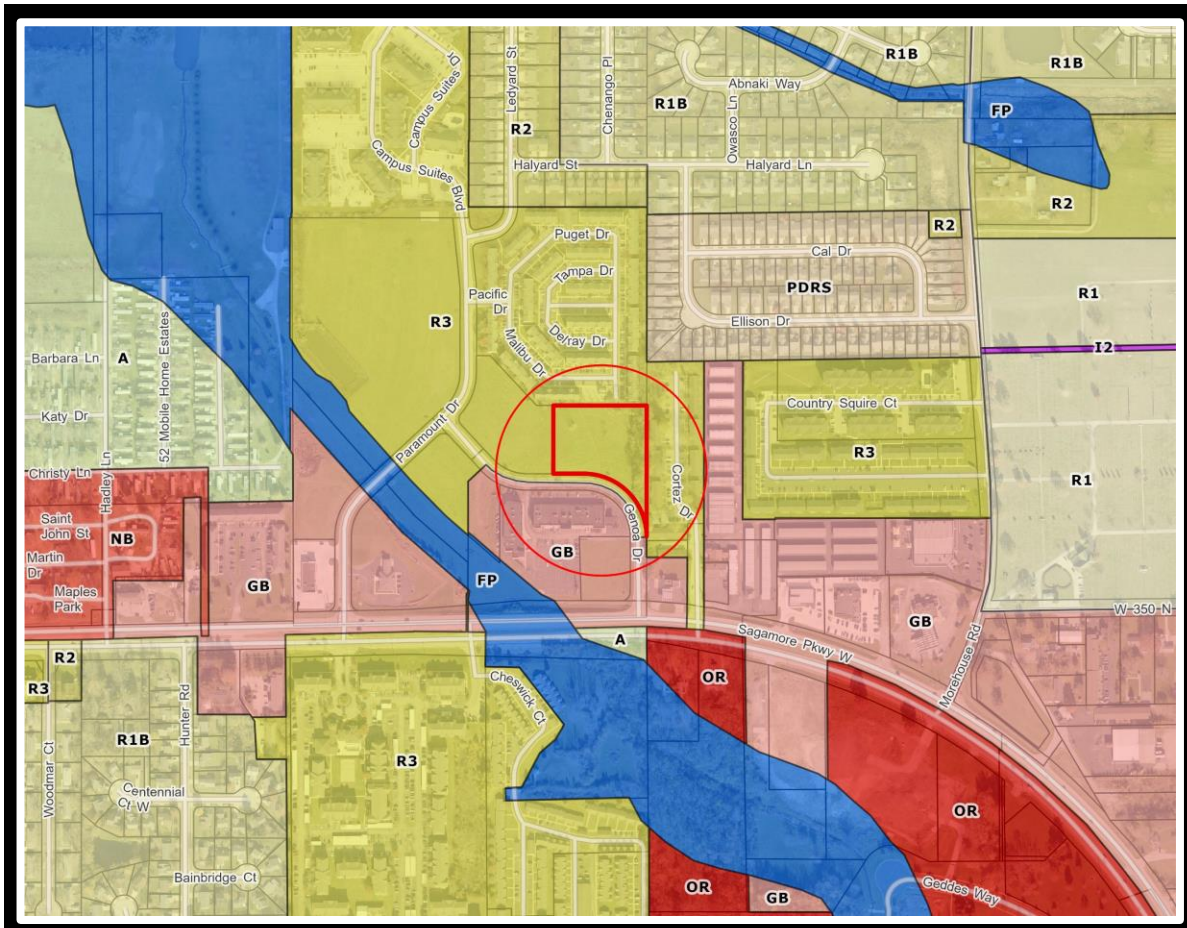 Campus Suites Dr
Ledyard St
Chenango Pl
R1B
R1B
Abnaki Way
R1B
Owasco Ln
FP
R2
Campus Suites Blvd
Halyard St
Halyard Ln
R2
R2
Puget Dr
Cal Dr
Tampa Dr
PDRS
Pacific
Dr
R1
R3
Ellison Dr
Delray Dr
Malibu Dr
I2
Barbara Ln
A
52 Mobile Home Estates
Country Squire Ct
Katy Dr
Paramount Dr
R3
Christy Ln
Hadley Ln
Cortez Dr
R1
Saint
John St
NB
Genoa Dr
Martin
Dr
GB
Maples
Park
GB
FP
W 350 N
GB
Sagamore Pkwy W
A
Morehouse Rd
R2
OR
R3
Cheswick Ct
Hunter Rd
R1B
R3
Woodmar Ct
Centennial
Ct W
OR
Bainbridge Ct
OR
GB
Geddes Way